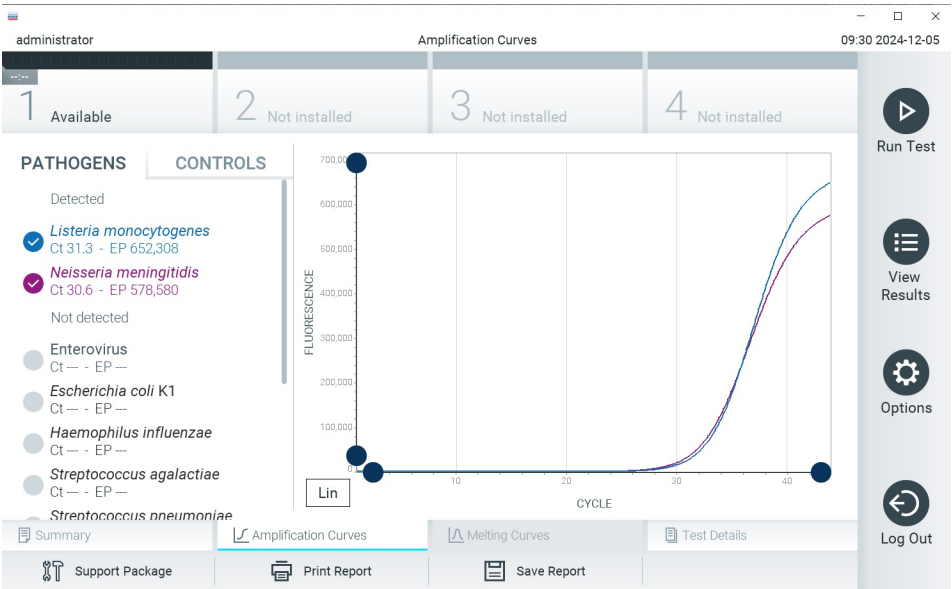 administrator
Amplification Curves
09:30 2024-12-05
--:--
1 Available
2 Not installed
3 Not installed
4 Not installed
Run Test
View
Results
Options
Log Out
PATHOGENS
CONTROLS
Detected
Listeria monocytogenes
Ct 31.3 - EP 652,308
Neisseria meningitidis
Ct 30.6 - EP 578,580
Not detected
Enterovirus
Ct --- - EP ---
Escherichia coli K1
Ct --- - EP ---
Haemophilus influenzae
Ct --- - EP ---
Streptococcus agalactiae
Ct --- - EP ---
Streptococcus pneumoniae
FLUORESCENCE
700,000
600,000
500,000
400,000
300,000
200,000
100,000
0
10
20
30
40
CYCLE
Lin
Summary
Amplification Curves
Melting Curves
Test Details
Support Package
Print Report
Save Report